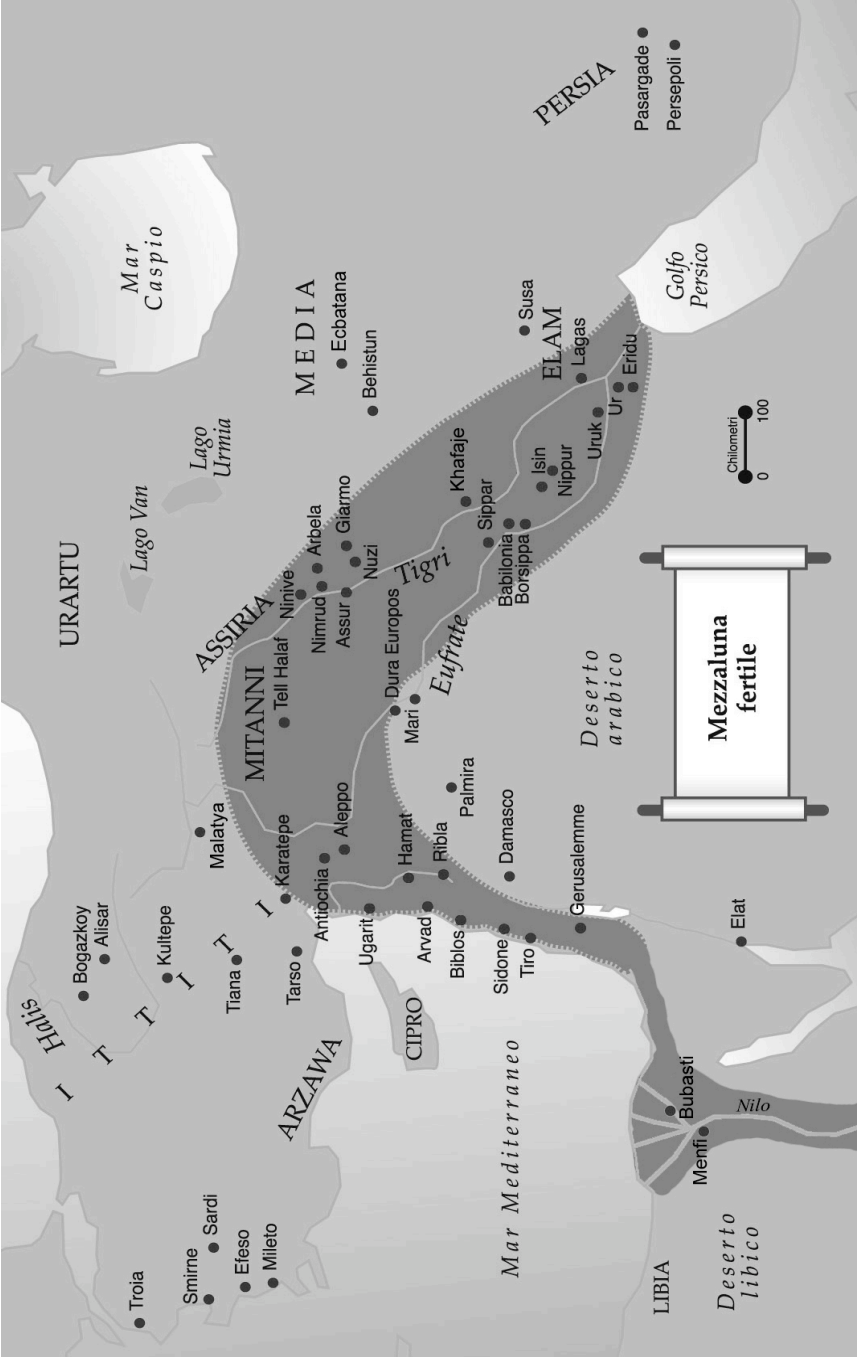 Mar
Caspio
Lago
Urmia
Lago Van
URARTU
MEDIA
Ecbatana
Behistun
PERSIA
Pasargade
Persepoli
Golfo
Persico
Susa
ELAM
Lagas
Eridu
Ur
Uruk
Isin
Nippur
Khafaje
Sippar
Babilonia
Borsippa
Tigri
Eufrate
Arbela
Giarmo
Ninive
Nimrud
Assur
Nuzi
ASSIRIA
MITANNI
Tell Halaf
Dura Europos
Mari
Palmira
Deserto
arabico
Malatya
Karatepe
Aleppo
Antiochia
Hamat
Ribla
Damasco
Ugarit
Arvad
Biblos
Sidone
Tiro
Gerusalemme
Elat
Halis
Bogazkoy
Alisar
Kultepe
ITTITI
Tiana
Tarso
CIPRO
ARZAWA
Mar Mediterraneo
Troia
Smirne
Sardi
Efeso
Mileto
LIBIA
Deserto
libico
Menfi
Bubasti
Nilo
Chilometri
0 100
Mezzaluna
fertile